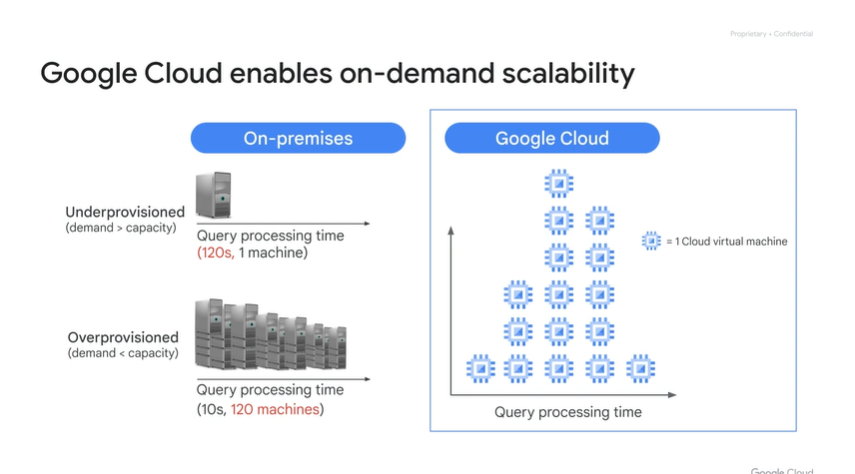 Proprietary + Confidential
Google Cloud enables on-demand scalability
On-premises
Underprovisioned
(demand > capacity)
Query processing time
(120s, 1 machine)
Overprovisioned
(demand < capacity)
Query processing time
(10s, 120 machines)
Google Cloud
= 1 Cloud virtual machine
Query processing time
Google Cloud